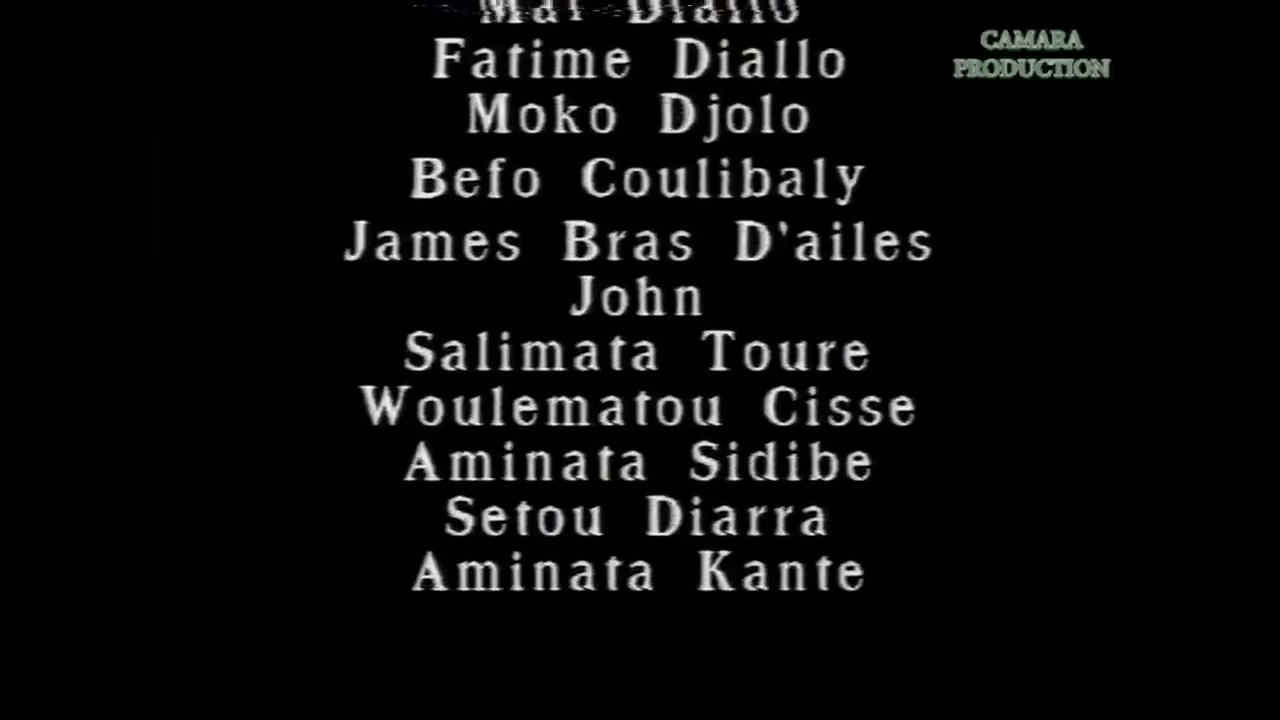 Diallo
Fatime Diallo
Moko Djolo
Befo Coulibaly
James Bras D'ailes
John
Salimata Toure
Woulematou Cisse
Aminata Sidibe
Setou Diarra
Aminata Kante
CAMARA
PRODUCTION